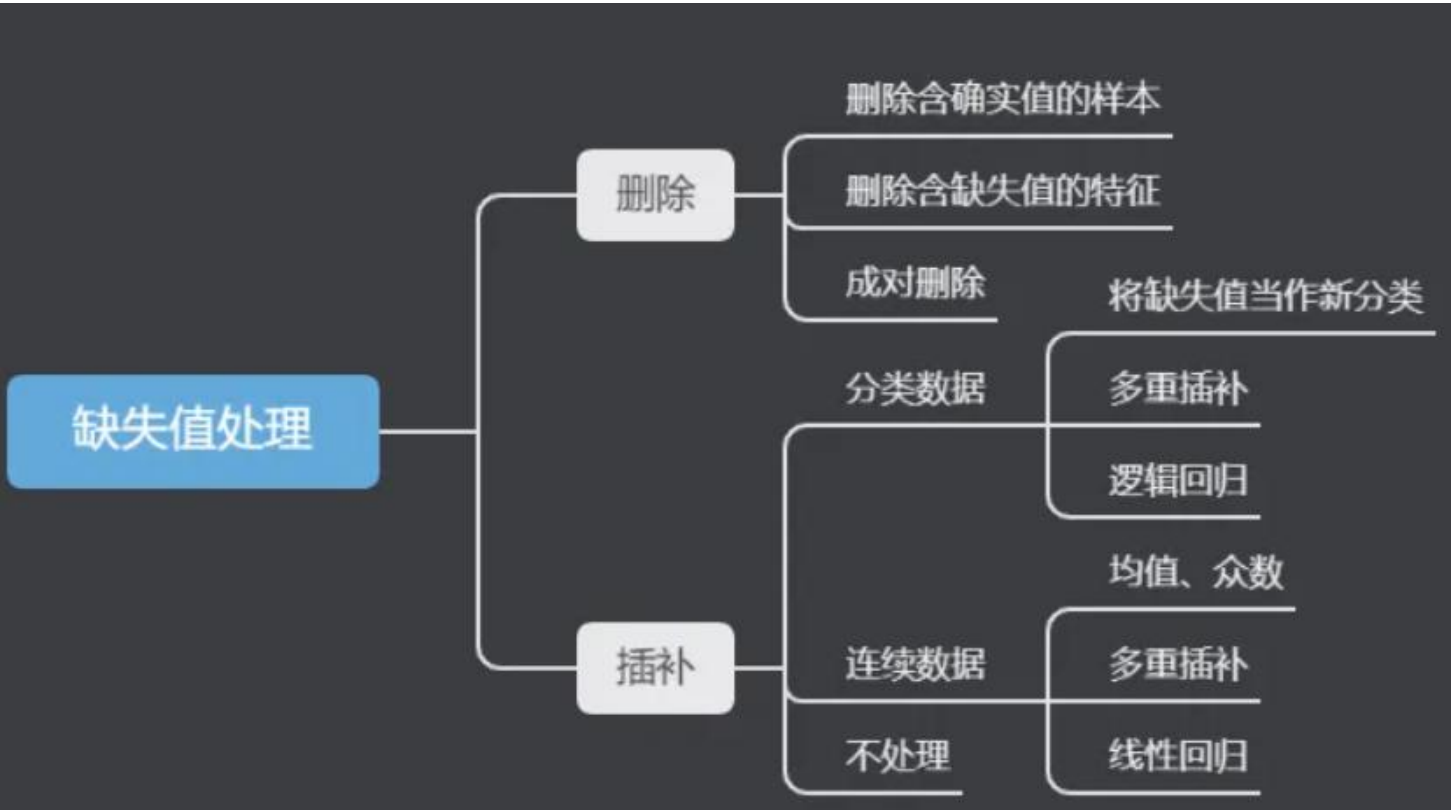 缺失值处理
删除
删除含确实值的样本
删除含缺失值的特征
成对删除
插补
分类数据
将缺失值当作新分类
多重插补
逻辑回归
连续数据
均值、众数
多重插补
线性回归
不处理